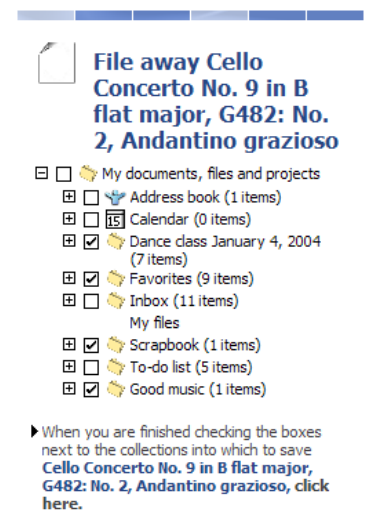 File away Cello
Concerto No. 9 in B
flat major, G482: No.
2, Andantino grazioso
My documents, files and projects
Address book (1 items)
15 Calendar (0 items)
Dance class January 4, 2004
(7 items)
Favorites (9 items)
Inbox (11 items)
My files
Scrapbook (1 items)
To-do list (5 items)
Good music (1 items)
When you are finished checking the boxes
next to the collections into which to save
Cello Concerto No. 9 in B flat major,
G482: No. 2, Andantino grazioso, click
here.